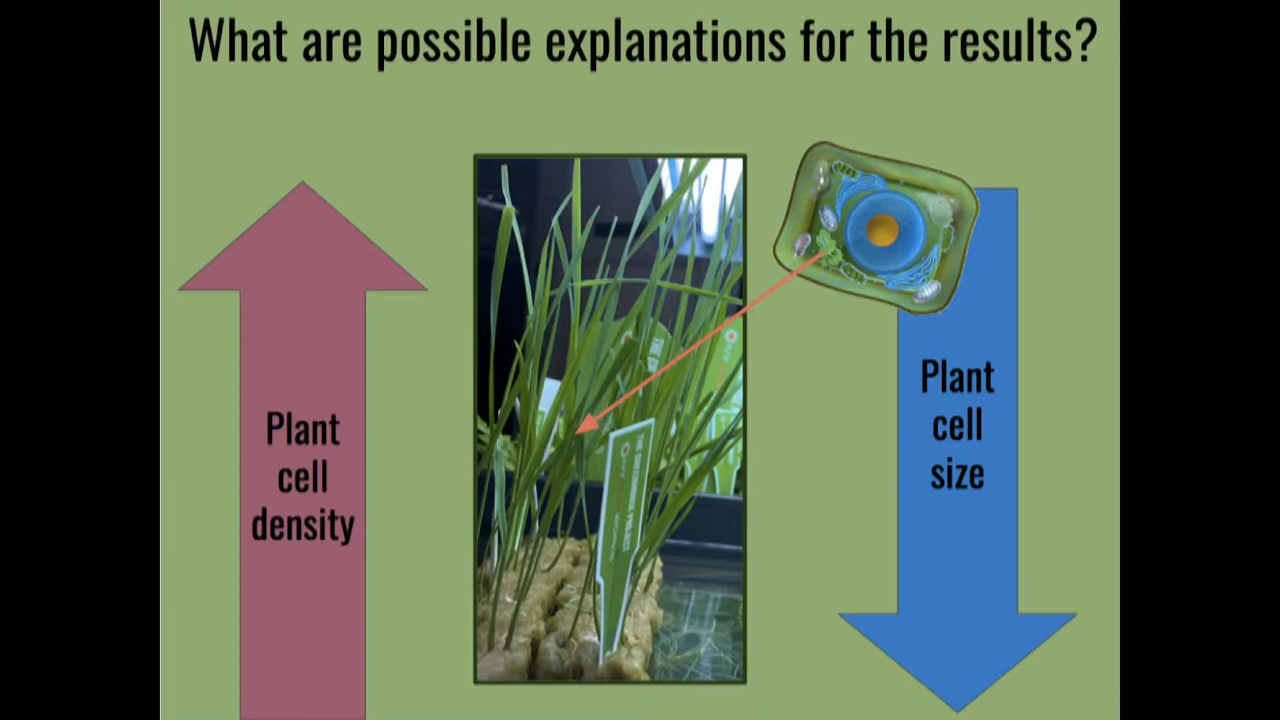 What are possible explanations for the results?
Plant
cell
density
Plant
cell
size